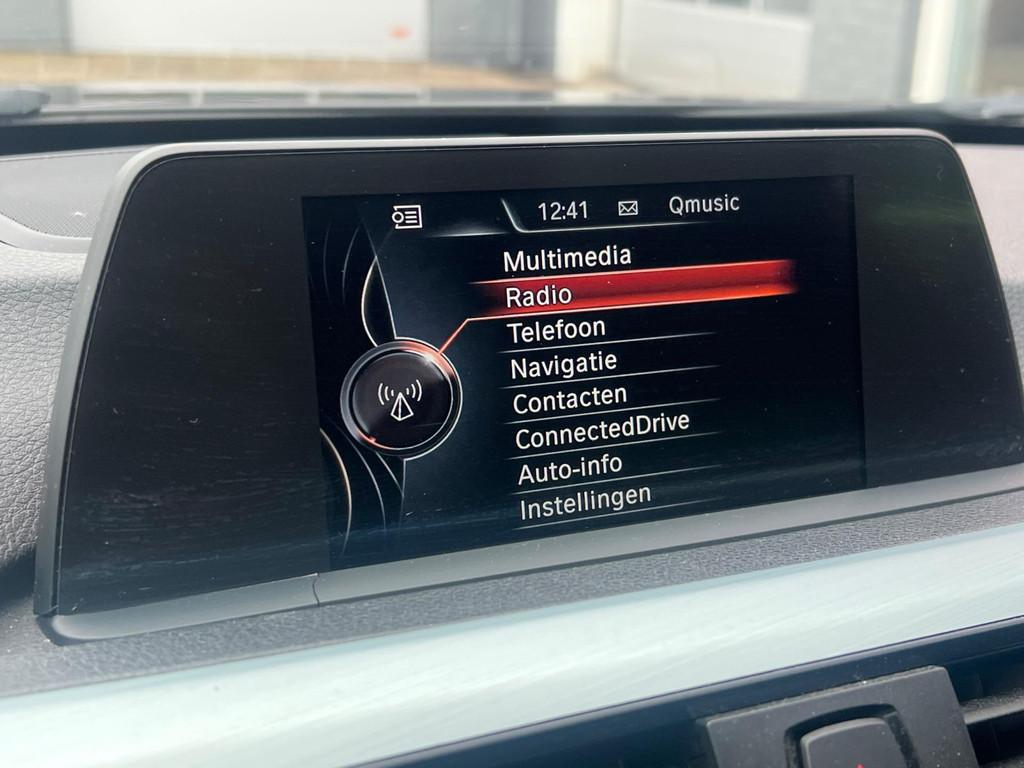 12:41 Qmusic
Multimedia
Radio
Telefoon
Navigatie
Contacten
ConnectedDrive
Auto-info
Instellingen